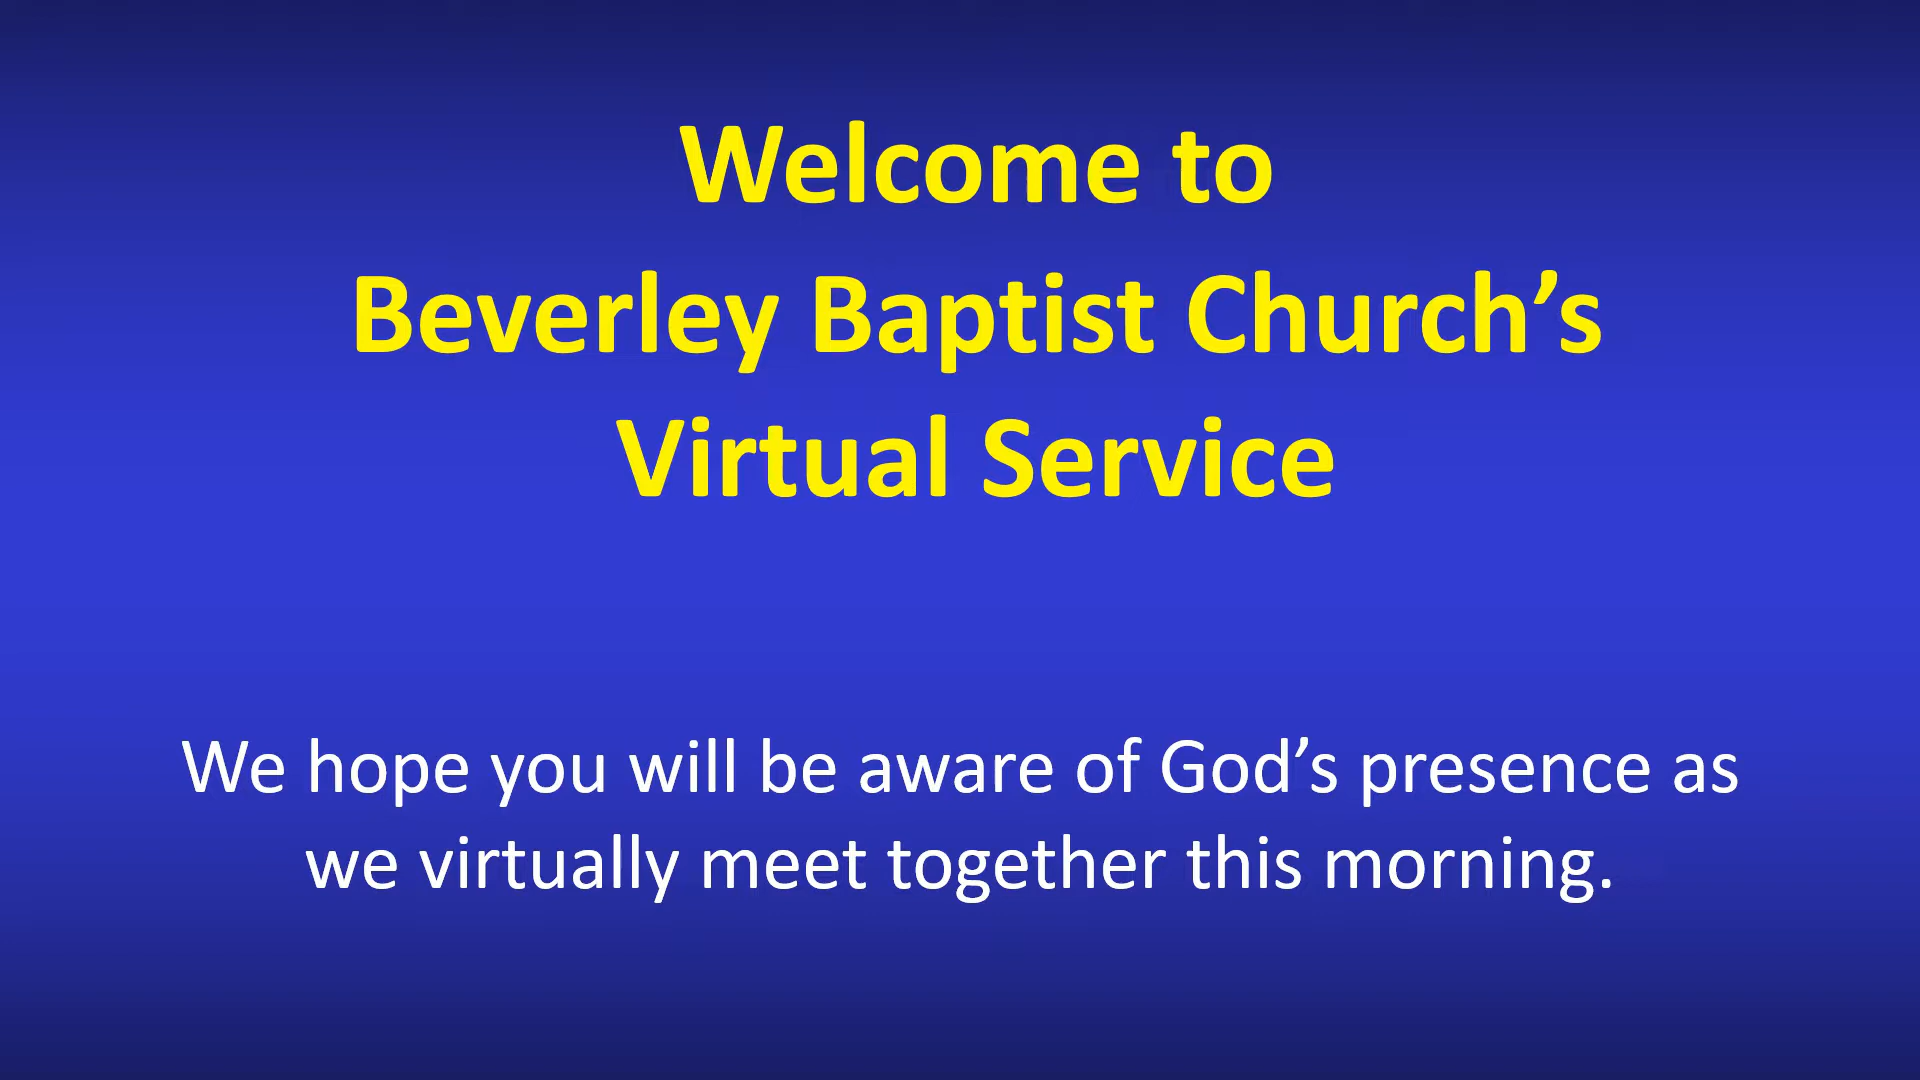 Welcome to
Beverley Baptist Church’s
Virtual Service
We hope you will be aware of God’s presence as
we virtually meet together this morning.